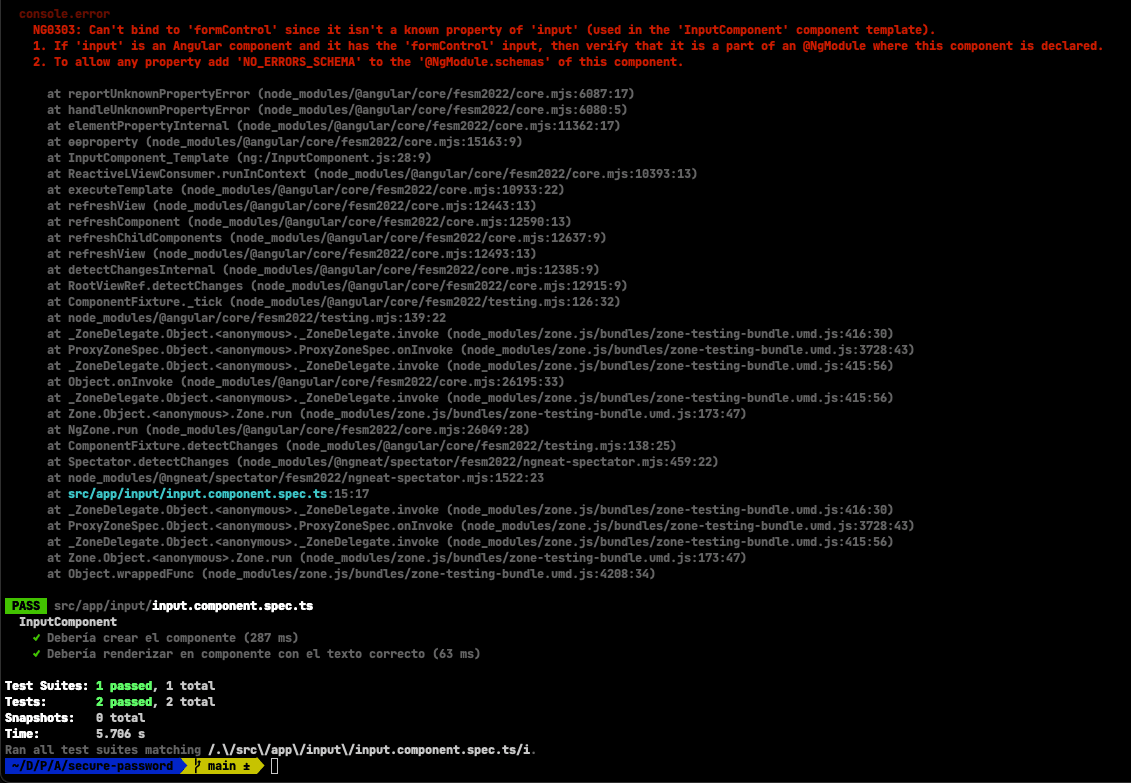 console.error
NG0303: Can't bind to 'formControl' since it isn't a known property of 'input' (used in the 'InputComponent' component template).
1. If 'input' is an Angular component and it has the 'formControl' input, then verify that it is a part of an @NgModule where this component is declared.
2. To allow any property add 'NO_ERRORS_SCHEMA' to the '@NgModule.schemas' of this component.
at reportUnknownPropertyError (node_modules/@angular/core/fesm2022/core.mjs:6087:17)
at handleUnknownPropertyError (node_modules/@angular/core/fesm2022/core.mjs:6080:5)
at elementPropertyInternal (node_modules/@angular/core/fesm2022/core.mjs:11362:17)
at ɵɵproperty (node_modules/@angular/core/fesm2022/core.mjs:15163:9)
at InputComponent_Template (ng:/InputComponent.js:28:9)
at ReactiveLViewConsumer.runInContext (node_modules/@angular/core/fesm2022/core.mjs:10393:13)
at executeTemplate (node_modules/@angular/core/fesm2022/core.mjs:10933:22)
at refreshView (node_modules/@angular/core/fesm2022/core.mjs:12443:13)
at refreshComponent (node_modules/@angular/core/fesm2022/core.mjs:12590:13)
at refreshChildComponents (node_modules/@angular/core/fesm2022/core.mjs:12637:9)
at refreshView (node_modules/@angular/core/fesm2022/core.mjs:12493:13)
at detectChangesInternal (node_modules/@angular/core/fesm2022/core.mjs:12385:9)
at RootViewRef.detectChanges (node_modules/@angular/core/fesm2022/core.mjs:12915:9)
at ComponentFixture._tick (node_modules/@angular/core/fesm2022/testing.mjs:126:32)
at node_modules/@angular/core/fesm2022/testing.mjs:139:22
at _ZoneDelegate.Object.<anonymous>._ZoneDelegate.invoke (node_modules/zone.js/bundles/zone-testing-bundle.umd.js:416:30)
at ProxyZoneSpec.Object.<anonymous>.ProxyZoneSpec.onInvoke (node_modules/zone.js/bundles/zone-testing-bundle.umd.js:3728:43)
at _ZoneDelegate.Object.<anonymous>._ZoneDelegate.invoke (node_modules/zone.js/bundles/zone-testing-bundle.umd.js:415:56)
at Object.onInvoke (node_modules/@angular/core/fesm2022/core.mjs:26195:33)
at _ZoneDelegate.Object.<anonymous>._ZoneDelegate.invoke (node_modules/zone.js/bundles/zone-testing-bundle.umd.js:415:56)
at Zone.Object.<anonymous>.Zone.run (node_modules/zone.js/bundles/zone-testing-bundle.umd.js:173:47)
at NgZone.run (node_modules/@angular/core/fesm2022/core.mjs:26049:28)
at ComponentFixture.detectChanges (node_modules/@angular/core/fesm2022/testing.mjs:138:25)
at Spectator.detectChanges (node_modules/@ngneat/spectator/fesm2022/ngneat-spectator.mjs:459:22)
at node_modules/@ngneat/spectator/fesm2022/ngneat-spectator.mjs:1522:23
at src/app/input/input.component.spec.ts:15:17
at _ZoneDelegate.Object.<anonymous>._ZoneDelegate.invoke (node_modules/zone.js/bundles/zone-testing-bundle.umd.js:416:30)
at ProxyZoneSpec.Object.<anonymous>.ProxyZoneSpec.onInvoke (node_modules/zone.js/bundles/zone-testing-bundle.umd.js:3728:43)
at _ZoneDelegate.Object.<anonymous>._ZoneDelegate.invoke (node_modules/zone.js/bundles/zone-testing-bundle.umd.js:415:56)
at Zone.Object.<anonymous>.Zone.run (node_modules/zone.js/bundles/zone-testing-bundle.umd.js:173:47)
at Object.wrappedFunc (node_modules/zone.js/bundles/zone-testing-bundle.umd.js:4208:34)
PASS src/app/input/input.component.spec.ts
InputComponent
✓ Debería crear el componente (287 ms)
✓ Debería renderizar en componente con el texto correcto (63 ms)
Test Suites: 1 passed, 1 total
Tests: 2 passed, 2 total
Snapshots: 0 total
Time: 5.706 s
Ran all test suites matching /.\/src\/app\/input\/input.component.spec.ts/i.
~/D/P/A/secure-password main ±